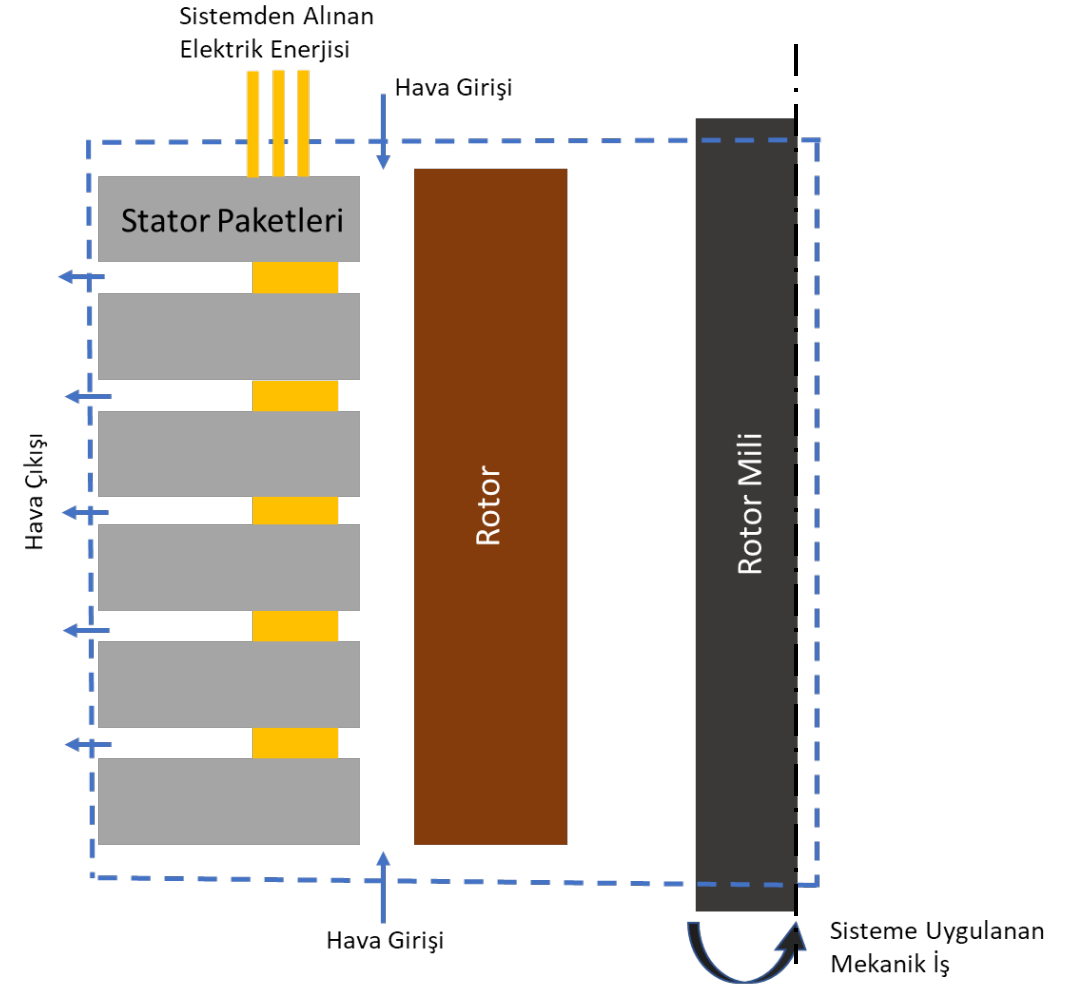 Sistemden Alınan
Elektrik Enerjisi
Hava Girişi
Stator Paketleri
Hava Çıkışı
Rotor
Rotor Mili
Hava Girişi
Sisteme Uygulanan
Mekanik İş